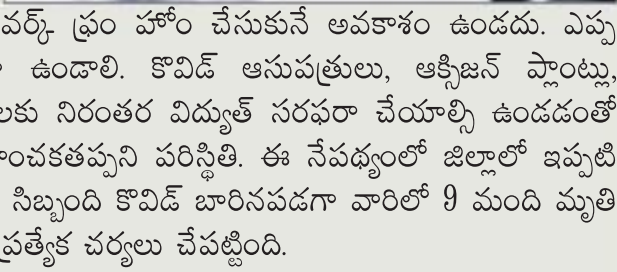 వర్క్ ఫ్రం హోం చేసుకునే అవకాశం ఉండదు. ఎప్ప
ఉండాలి. కొవిడ్ ఆసుపత్రులు, ఆక్సిజన్ ప్లాంట్లు,
లకు నిరంతర విద్యుత్ సరఫరా చేయాల్సి ఉండడంతో
ంచకతప్పని పరిస్థితి. ఈ నేపథ్యంలో జిల్లాలో ఇప్పటి
సిబ్బంది కొవిడ్ బారినపడగా వారిలో 9 మంది మృతి
ప్రత్యేక చర్యలు చేపట్టింది.